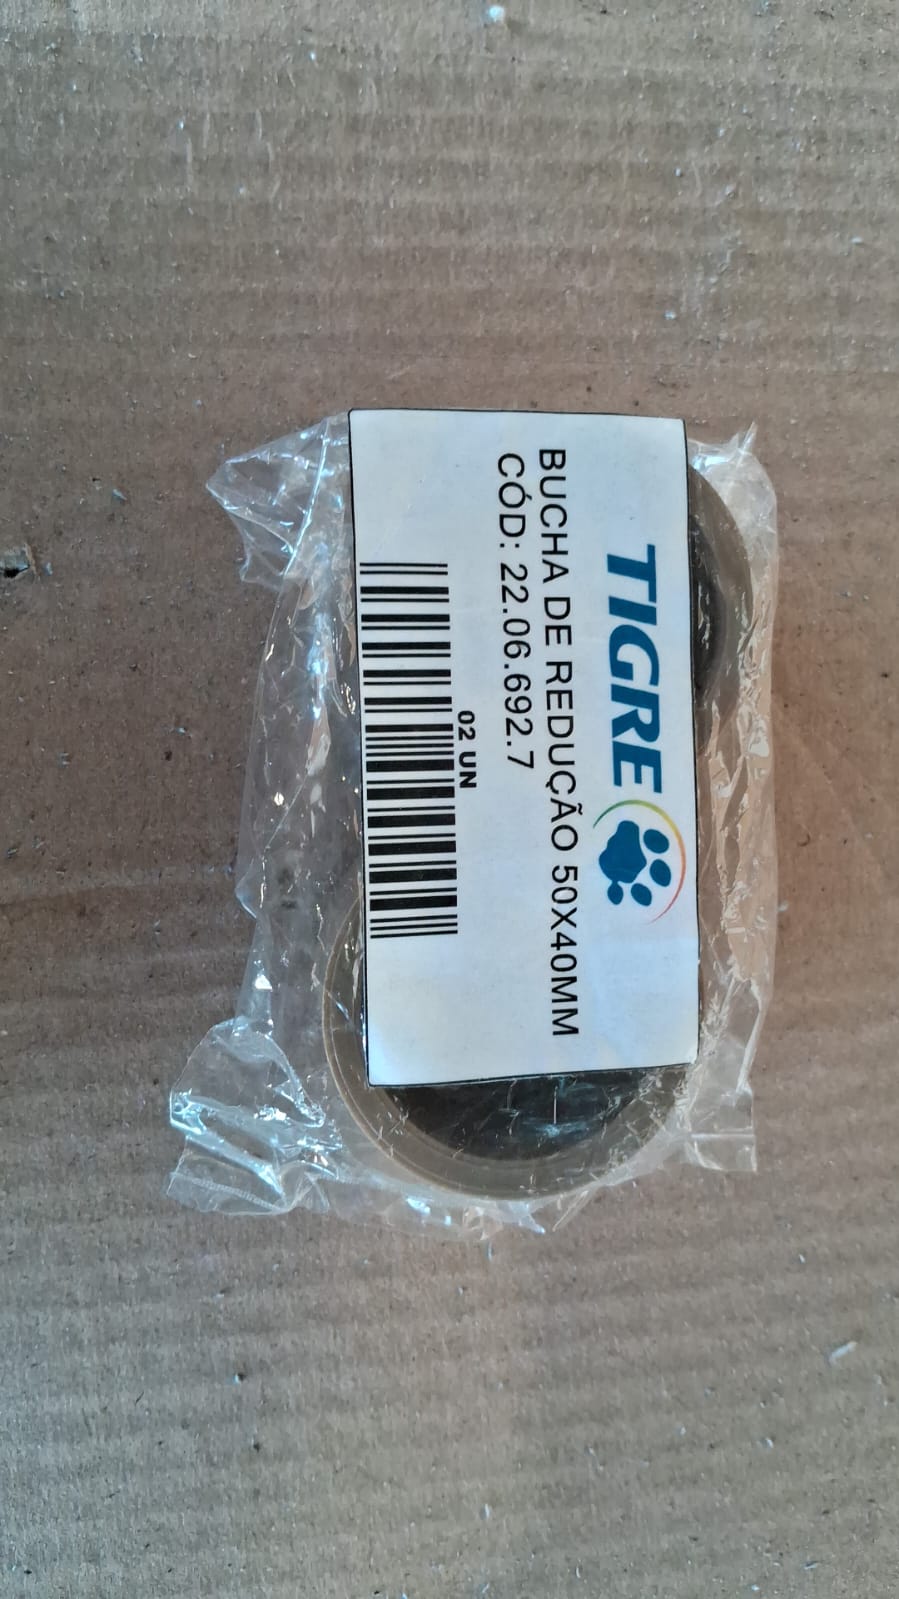 TIGRE
BUCHA DE REDUÇÃO 50X40MM
CÓD: 22.06.692.7
02 UN